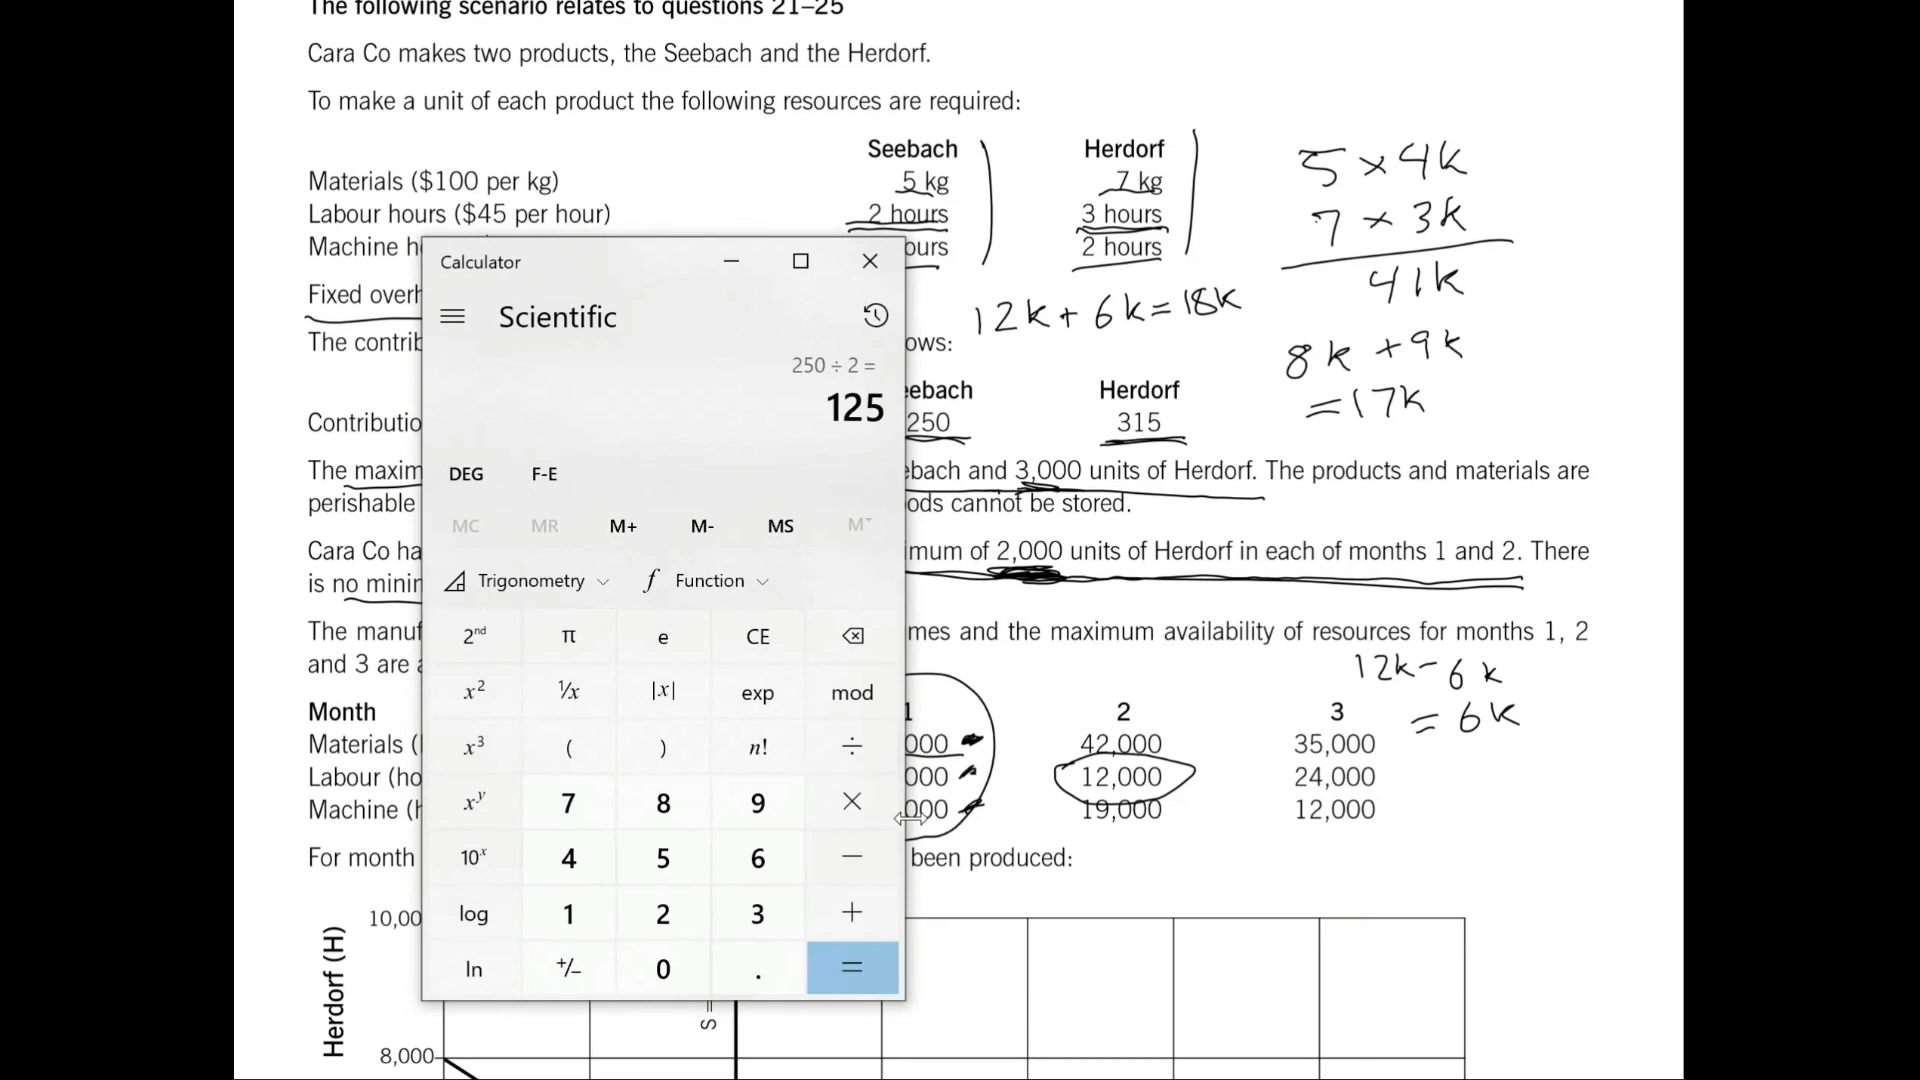 The following scenario relates to questions 21–25
Cara Co makes two products, the Seebach and the Herdorf.
To make a unit of each product the following resources are required:
Seebach Herdorf
Materials ($100 per kg) 5 kg 7 kg
Labour hours ($45 per hour) 2 hours 3 hours
Machine h ours 2 hours
Fixed overh
The contrib ows:
eebach Herdorf
Contributio 250 315
The maxim ebach and 3,000 units of Herdorf. The products and materials are
perishable ods cannot be stored.
Cara Co ha imum of 2,000 units of Herdorf in each of months 1 and 2. There
is no minim
The manuf mes and the maximum availability of resources for months 1, 2
and 3 are a
Month 1 2 3
Materials ( 000 42,000 35,000
Labour (ho 000 12,000 24,000
Machine (h 000 19,000 12,000
For month been produced:
10,00
8,000
Herdorf (H)
S =
5 × 4k
7 × 3k
41k
12k + 6k = 18k
8k + 9k
= 17k
12k - 6k
= 6k
Calculator
Scientific
250 ÷ 2 =
125
DEG F-E
MC MR M+ M- MS M˅
Trigonometry f Function
2nd π e CE
x² ¹/x |x| exp mod
x³ ( ) n! ÷
xʸ 7 8 9 ×
10ˣ 4 5 6 −
log 1 2 3 +
ln +/− 0 . =